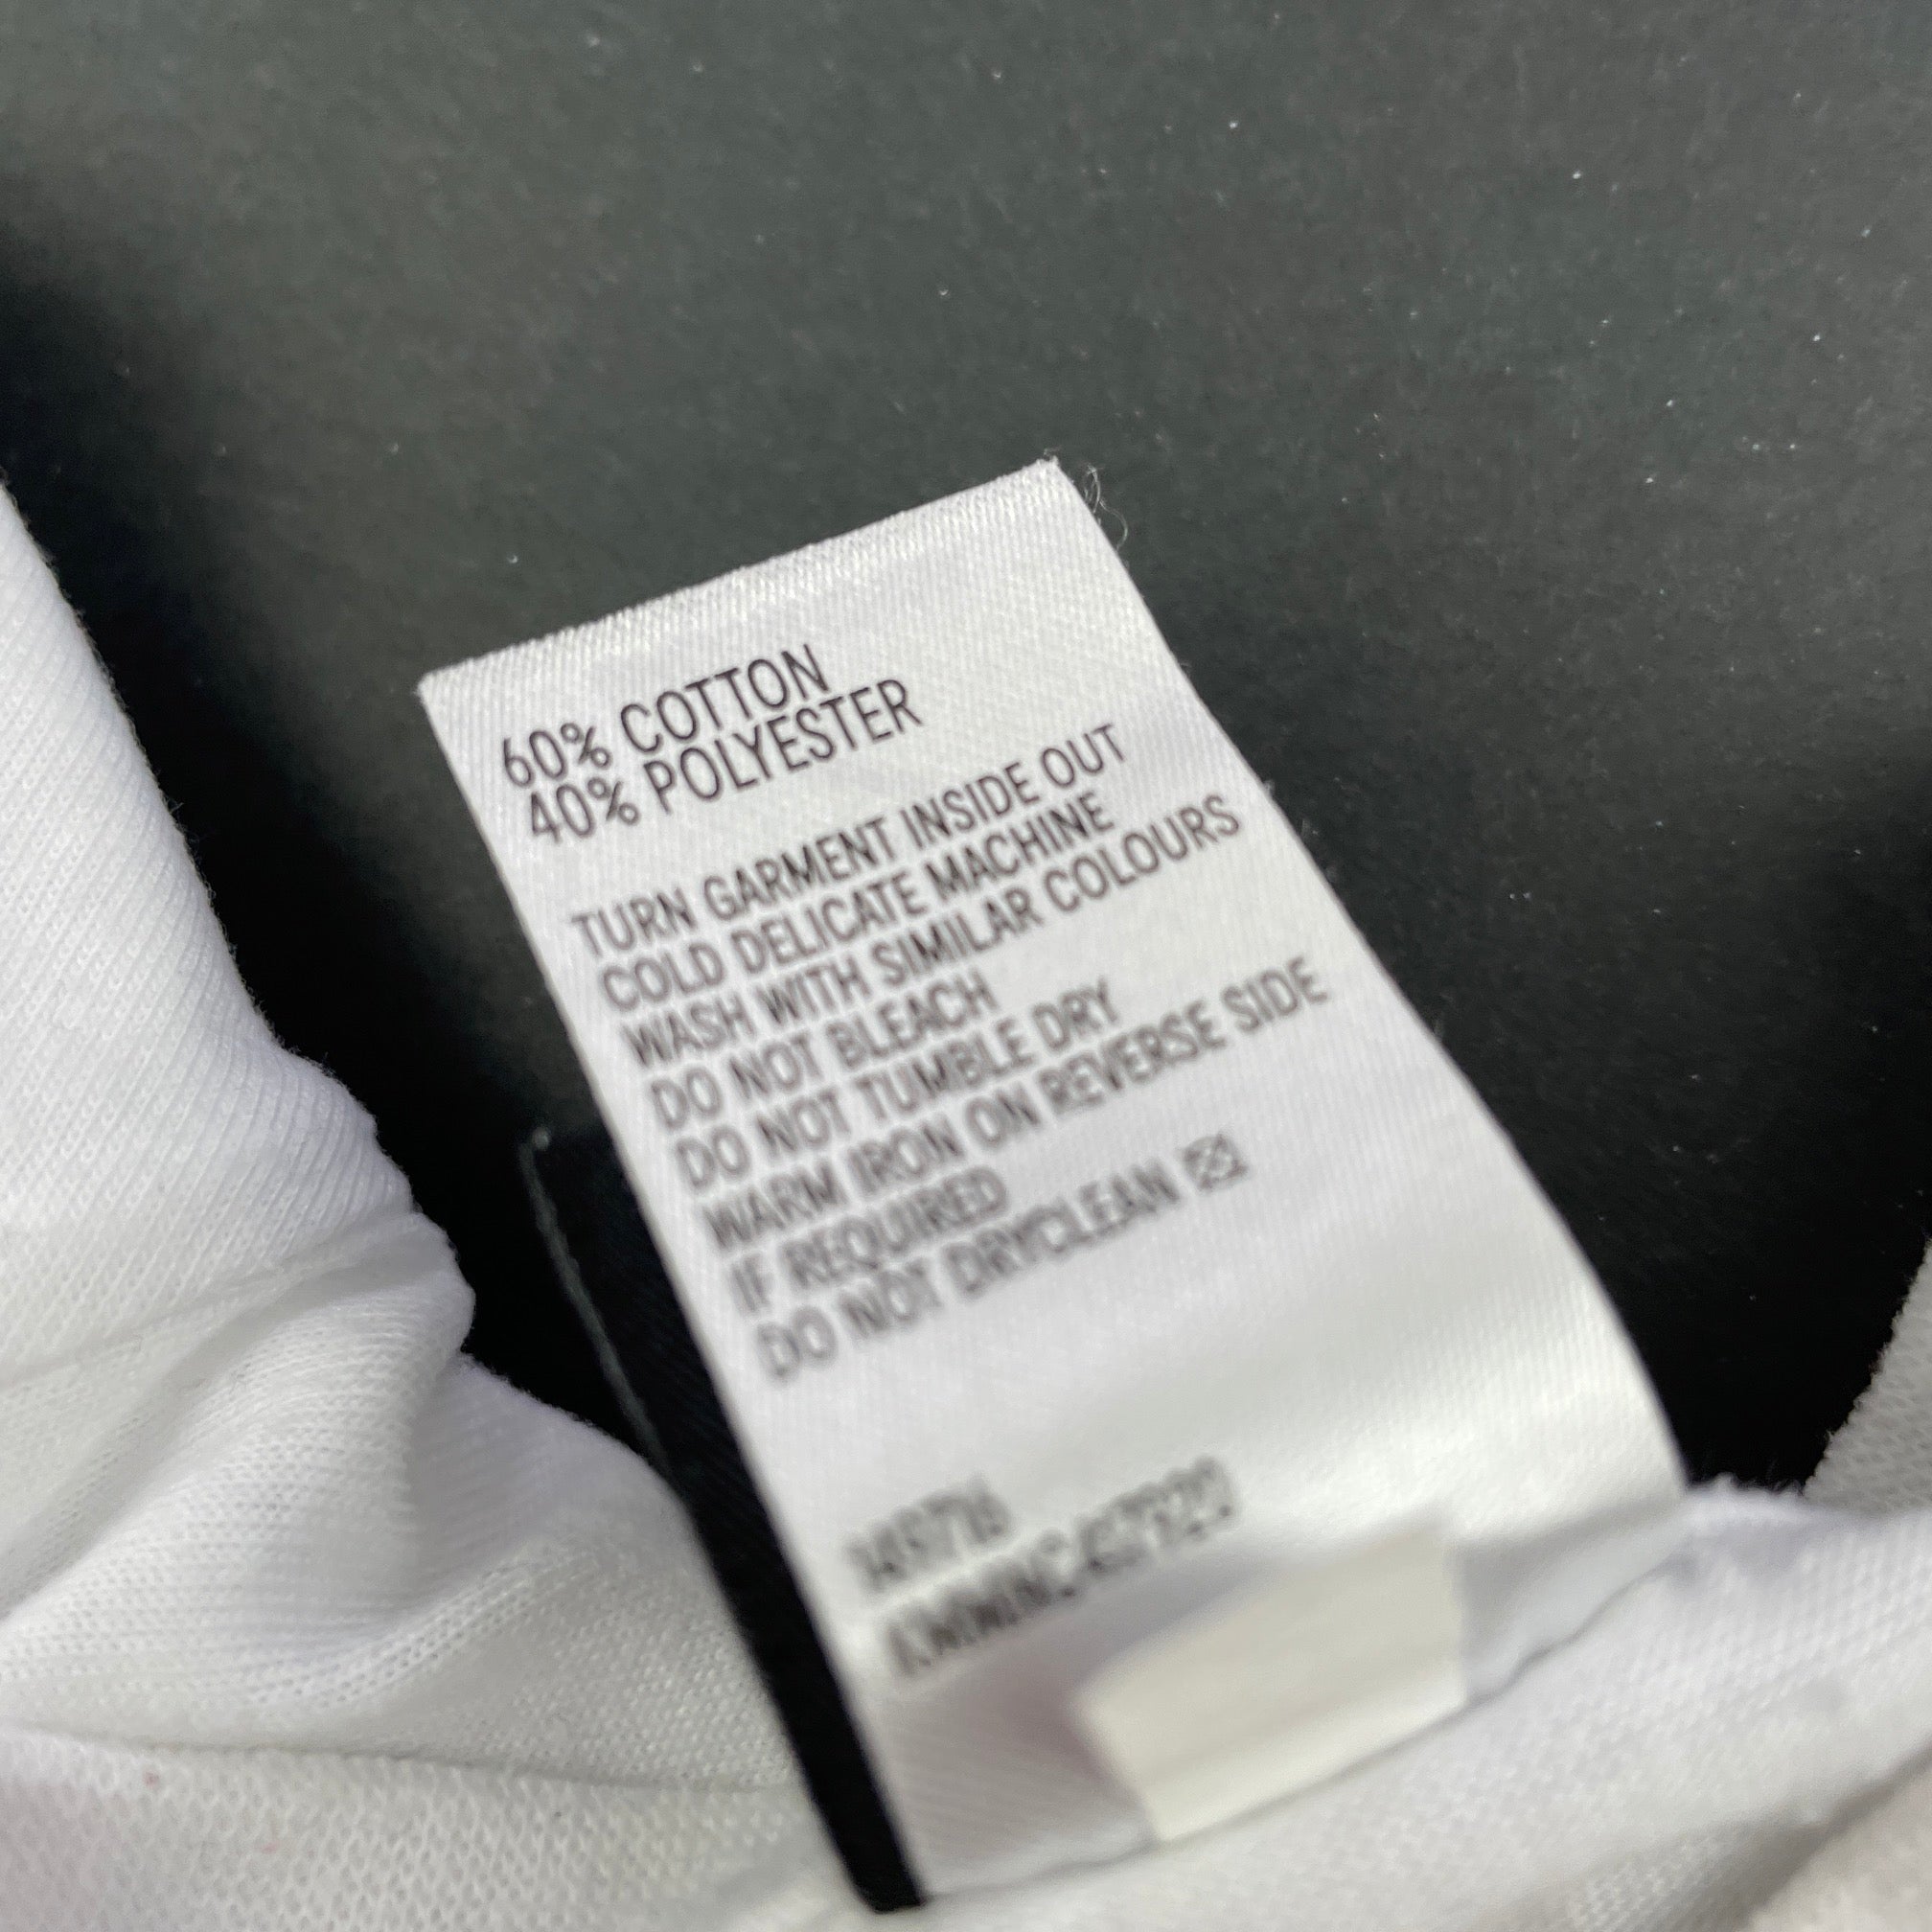 60% COTTON
40% POLYESTER
TURN GARMENT INSIDE OUT
COLD DELICATE MACHINE
WASH WITH SIMILAR COLOURS
DO NOT BLEACH
DO NOT TUMBLE DRY
WARM IRON ON REVERSE SIDE
IF REQUIRED
DO NOT DRYCLEAN